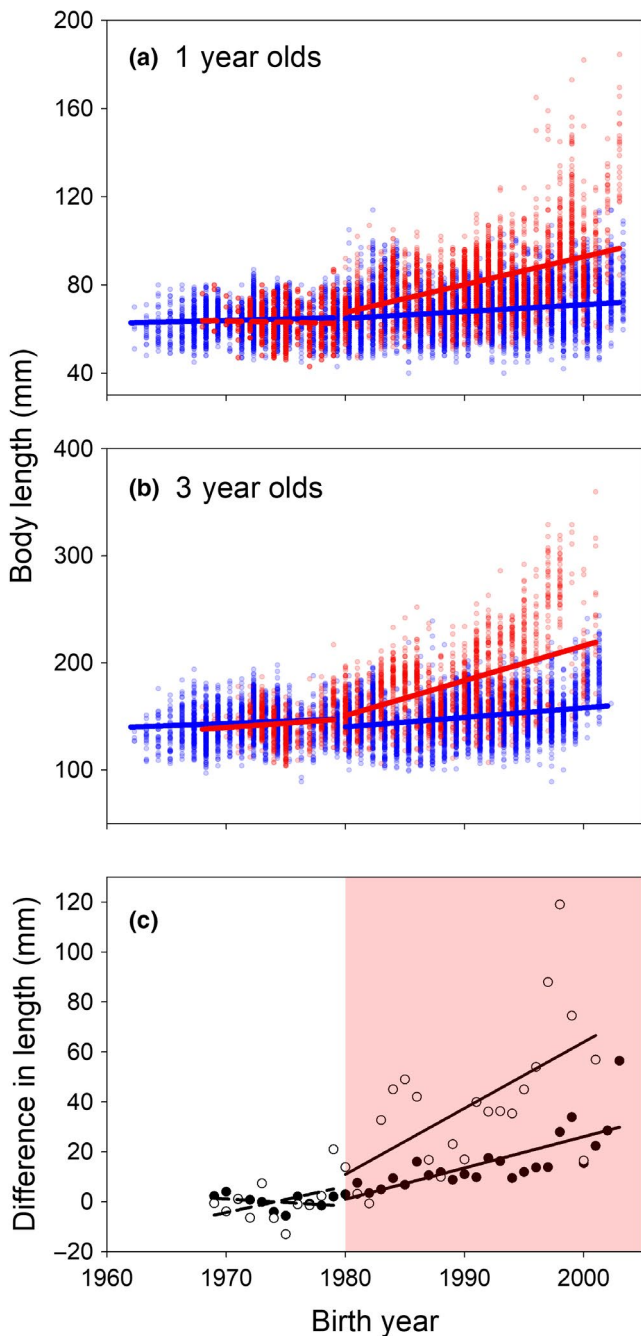 200
(a) 1 year olds
160
120
80
40
Body length (mm)
400
(b) 3 year olds
300
200
100
120
(c)
100
80
60
40
20
0
–20
Difference in length (mm)
1960 1970 1980 1990 2000
Birth year